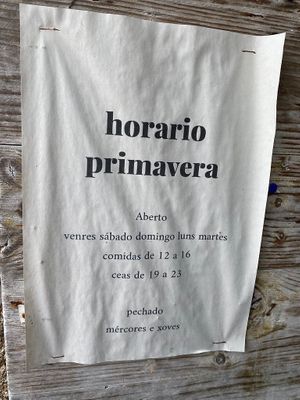 horario
primavera
Aberto
venres sábado domingo luns martes
comidas de 12 a 16
ceas de 19 a 23
pechado
mércores e xoves